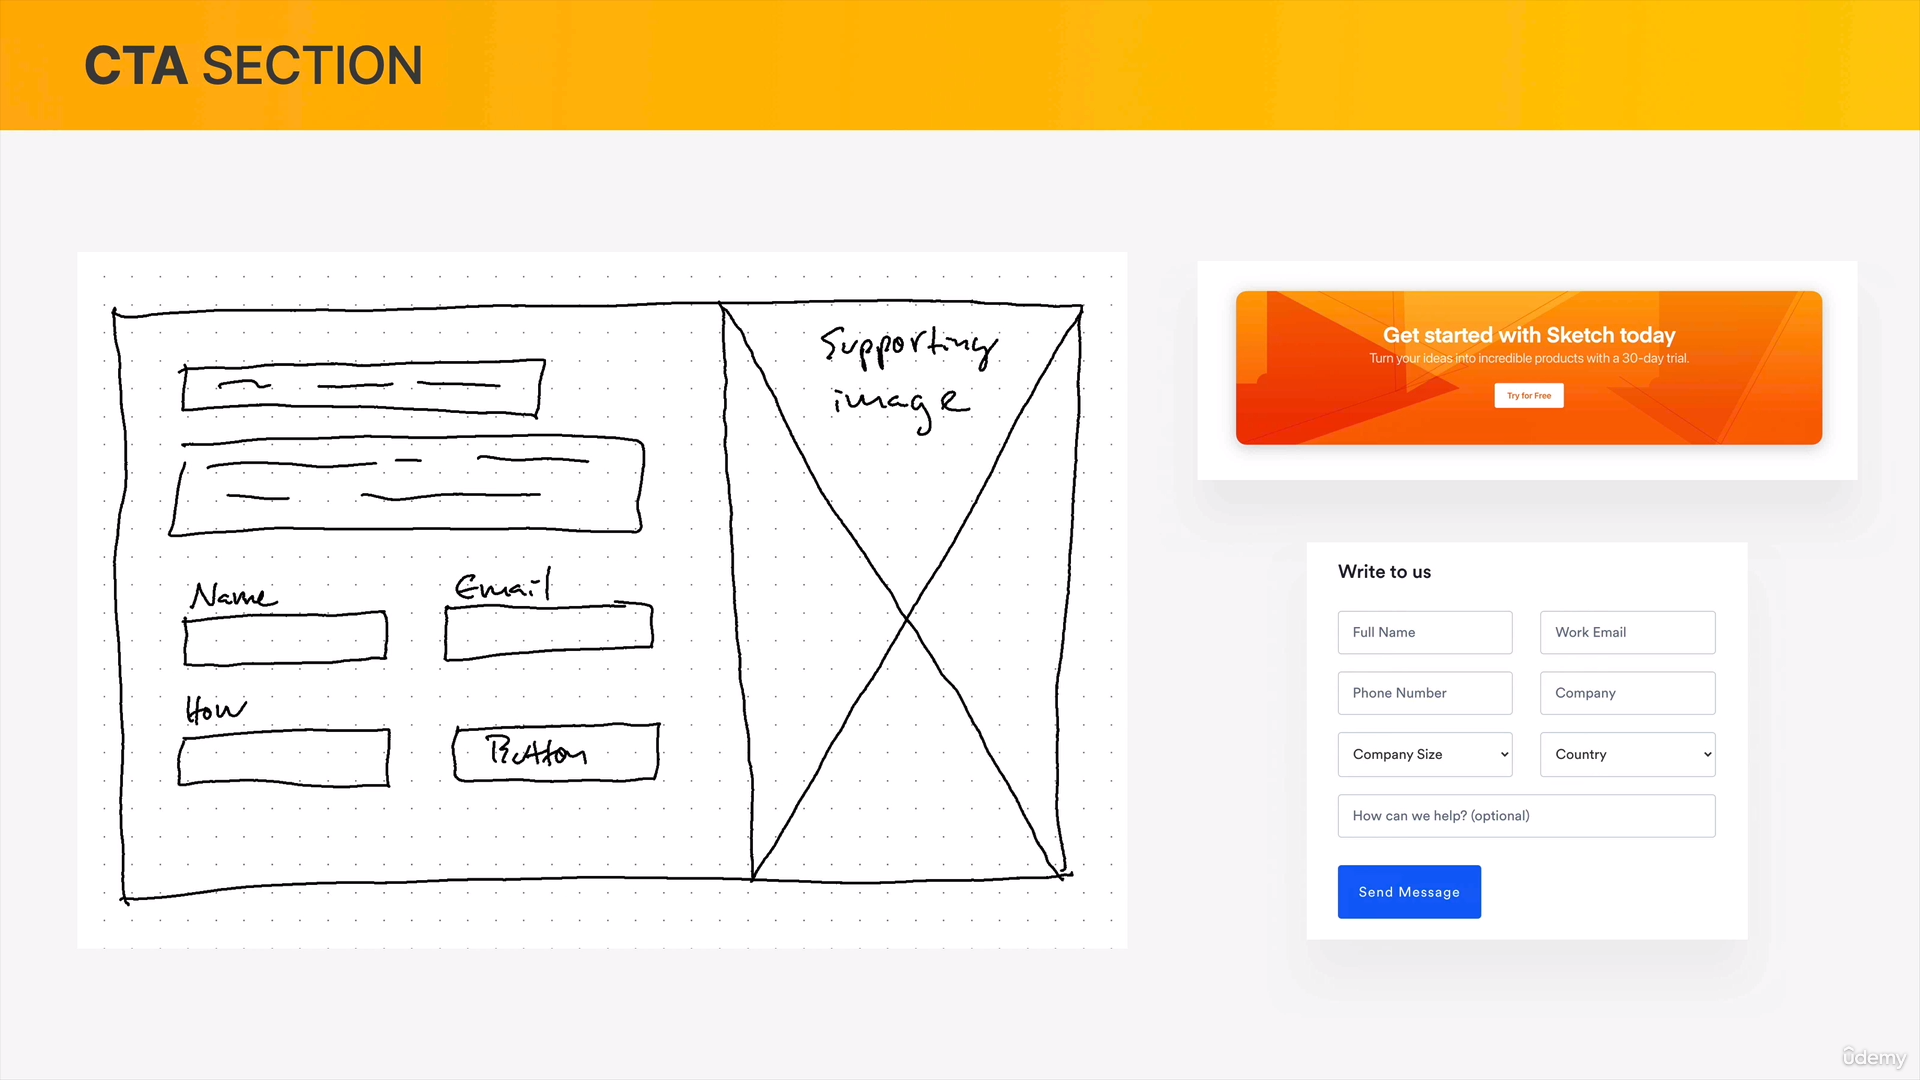 CTA SECTION
Supporting
image
Name
Email
How
Button
Get started with Sketch today
Turn your ideas into incredible products with a 30-day trial.
Try for Free
Write to us
Full Name
Work Email
Phone Number
Company
Company Size
Country
How can we help? (optional)
Send Message
ûdemy